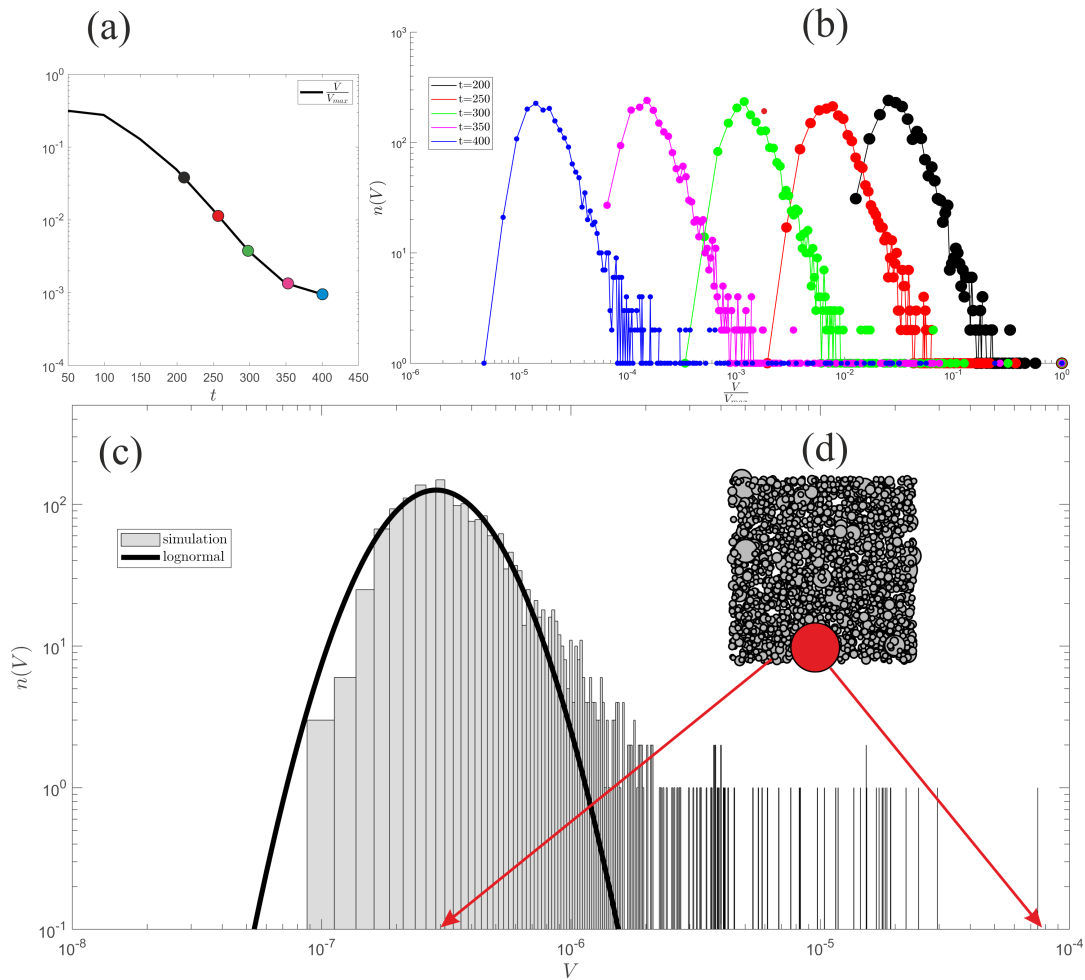 (a)
10^0
10^-1
10^-2
10^-3
10^-4
50 100 150 200 250 300 350 400 450
t
V̄/V_max
(b)
10^3
10^2
10^1
10^0
n(V)
t=200
t=250
t=300
t=350
t=400
10^-6 10^-5 10^-4 10^-3 10^-2 10^-1 10^0
V/V_max
(c)
10^2
10^1
10^0
10^-1
n(V)
simulation
lognormal
(d)
10^-8 10^-7 10^-6 10^-5 10^-4
V